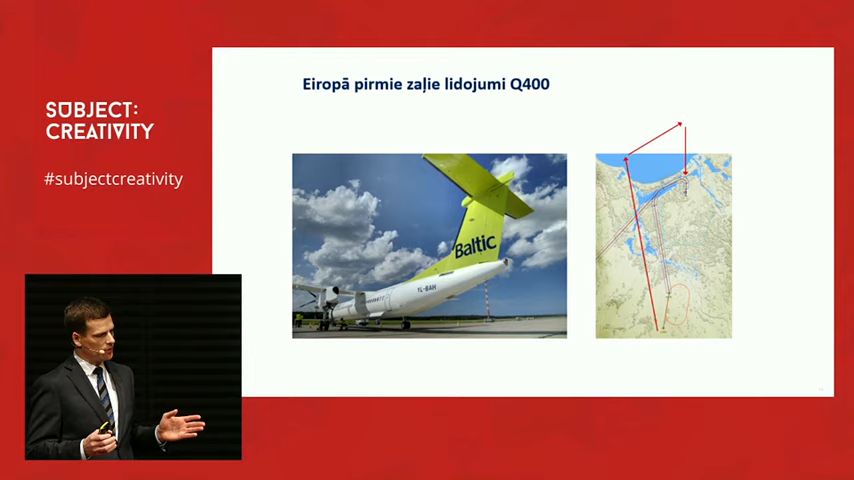 SUBJECT:
CREATIVITY
#subjectcreativity
Eiropā pirmie zaļie lidojumi Q400
Baltic
YL-BAH